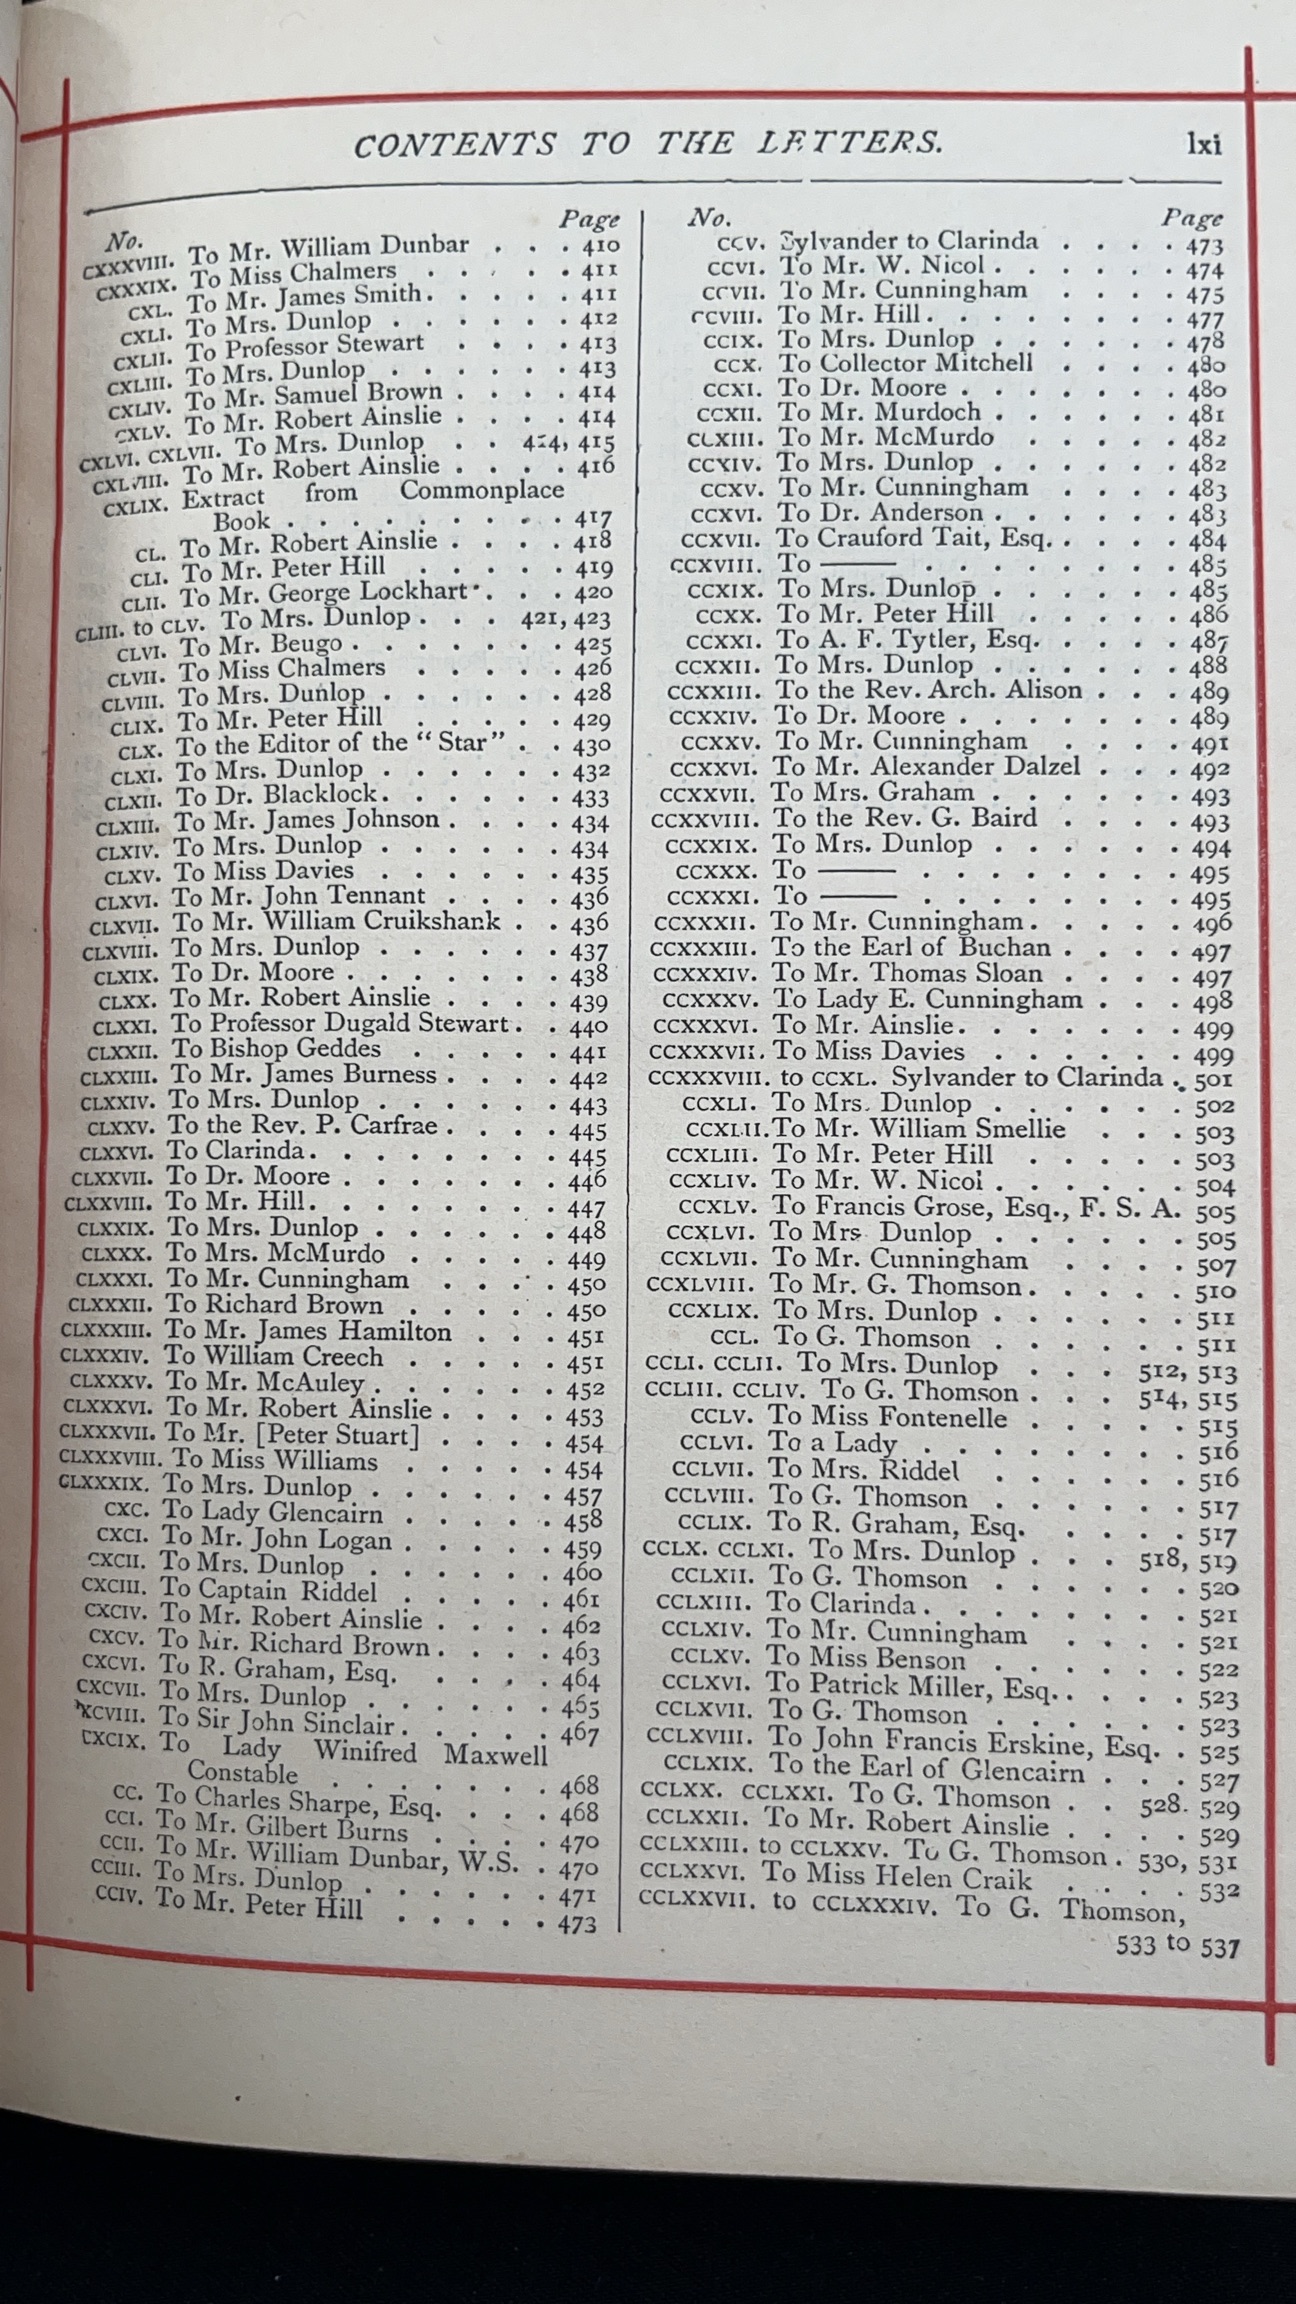 CONTENTS TO THE LETTERS. lxi
No. Page
CXXXVIII. To Mr. William Dunbar . . . 410
CXXXIX. To Miss Chalmers . . . . . 411
CXL. To Mr. James Smith. . . . . 411
CXLI. To Mrs. Dunlop . . . . . . 412
CXLII. To Professor Stewart . . . . 413
CXLIII. To Mrs. Dunlop . . . . . . 413
CXLIV. To Mr. Samuel Brown . . . . 414
CXLV. To Mr. Robert Ainslie . . . . 414
CXLVI. CXLVII. To Mrs. Dunlop . . 414, 415
CXLVIII. To Mr. Robert Ainslie . . . . 416
CXLIX. Extract from Commonplace
Book . . . . . . . . . 417
CL. To Mr. Robert Ainslie . . . . 418
CLI. To Mr. Peter Hill . . . . . 419
CLII. To Mr. George Lockhart . . . 420
CLIII. to CLV. To Mrs. Dunlop . . . 421, 423
CLVI. To Mr. Beugo . . . . . . . 425
CLVII. To Miss Chalmers . . . . . 426
CLVIII. To Mrs. Dunlop . . . . . . 428
CLIX. To Mr. Peter Hill . . . . . 429
CLX. To the Editor of the “Star” . . 430
CLXI. To Mrs. Dunlop . . . . . . 432
CLXII. To Dr. Blacklock. . . . . . 433
CLXIII. To Mr. James Johnson . . . . 434
CLXIV. To Mrs. Dunlop . . . . . . 434
CLXV. To Miss Davies . . . . . . 435
CLXVI. To Mr. John Tennant . . . . 436
CLXVII. To Mr. William Cruikshank . . 436
CLXVIII. To Mrs. Dunlop . . . . . . 437
CLXIX. To Dr. Moore . . . . . . . 438
CLXX. To Mr. Robert Ainslie . . . . 439
CLXXI. To Professor Dugald Stewart. . 440
CLXXII. To Bishop Geddes . . . . . 441
CLXXIII. To Mr. James Burness . . . . 442
CLXXIV. To Mrs. Dunlop . . . . . . 443
CLXXV. To the Rev. P. Carfrae . . . . 445
CLXXVI. To Clarinda. . . . . . . . 445
CLXXVII. To Dr. Moore . . . . . . . 446
CLXXVIII. To Mr. Hill. . . . . . . . 447
CLXXIX. To Mrs. Dunlop . . . . . . 448
CLXXX. To Mrs. McMurdo . . . . . 449
CLXXXI. To Mr. Cunningham . . . . 450
CLXXXII. To Richard Brown . . . . . 450
CLXXXIII. To Mr. James Hamilton . . . 451
CLXXXIV. To William Creech . . . . . 451
CLXXXV. To Mr. McAuley . . . . . . 452
CLXXXVI. To Mr. Robert Ainslie . . . . 453
CLXXXVII. To Mr. [Peter Stuart] . . . . 454
CLXXXVIII. To Miss Williams . . . . . 454
CLXXXIX. To Mrs. Dunlop . . . . . . 457
CXC. To Lady Glencairn . . . . . 458
CXCI. To Mr. John Logan . . . . . 459
CXCII. To Mrs. Dunlop . . . . . . 460
CXCIII. To Captain Riddel . . . . . 461
CXCIV. To Mr. Robert Ainslie . . . . 462
CXCV. To Mr. Richard Brown . . . . 463
CXCVI. To R. Graham, Esq. . . . . 464
CXCVII. To Mrs. Dunlop . . . . . . 465
XCVIII. To Sir John Sinclair . . . . . 467
CXCIX. To Lady Winifred Maxwell
Constable . . . . . . . 468
CC. To Charles Sharpe, Esq. . . . 468
CCI. To Mr. Gilbert Burns . . . . 470
CCII. To Mr. William Dunbar, W.S. . 470
CCIII. To Mrs. Dunlop . . . . . . 471
CCIV. To Mr. Peter Hill . . . . . 473
No. Page
CCV. Sylvander to Clarinda . . . . 473
CCVI. To Mr. W. Nicol . . . . . . 474
CCVII. To Mr. Cunningham . . . . 475
CCVIII. To Mr. Hill . . . . . . . . 477
CCIX. To Mrs. Dunlop . . . . . . 478
CCX. To Collector Mitchell . . . . 480
CCXI. To Dr. Moore . . . . . . . 480
CCXII. To Mr. Murdoch . . . . . . 481
CCXIII. To Mr. McMurdo . . . . . 482
CCXIV. To Mrs. Dunlop . . . . . . 482
CCXV. To Mr. Cunningham . . . . 483
CCXVI. To Dr. Anderson . . . . . . 483
CCXVII. To Crauford Tait, Esq. . . . . 484
CCXVIII. To —— . . . . . . . . 485
CCXIX. To Mrs. Dunlop . . . . . . 485
CCXX. To Mr. Peter Hill . . . . . 486
CCXXI. To A. F. Tytler, Esq. . . . . 487
CCXXII. To Mrs. Dunlop . . . . . . 488
CCXXIII. To the Rev. Arch. Alison . . . 489
CCXXIV. To Dr. Moore . . . . . . . 489
CCXXV. To Mr. Cunningham . . . . 491
CCXXVI. To Mr. Alexander Dalzel . . . 492
CCXXVII. To Mrs. Graham . . . . . . 493
CCXXVIII. To the Rev. G. Baird . . . . 493
CCXXIX. To Mrs. Dunlop . . . . . . 494
CCXXX. To —— . . . . . . . . 495
CCXXXI. To —— . . . . . . . . 495
CCXXXII. To Mr. Cunningham . . . . . 496
CCXXXIII. To the Earl of Buchan . . . . 497
CCXXXIV. To Mr. Thomas Sloan . . . . 497
CCXXXV. To Lady E. Cunningham . . . 498
CCXXXVI. To Mr. Ainslie. . . . . . . 499
CCXXXVII. To Miss Davies . . . . . . 499
CCXXXVIII. to CCXL. Sylvander to Clarinda . 501
CCXLI. To Mrs. Dunlop . . . . . . 502
CCXLII. To Mr. William Smellie . . . 503
CCXLIII. To Mr. Peter Hill . . . . . 503
CCXLIV. To Mr. W. Nicol . . . . . . 504
CCXLV. To Francis Grose, Esq., F. S. A. 505
CCXLVI. To Mrs. Dunlop . . . . . . 505
CCXLVII. To Mr. Cunningham . . . . 507
CCXLVIII. To Mr. G. Thomson . . . . . 510
CCXLIX. To Mrs. Dunlop . . . . . . 511
CCL. To G. Thomson . . . . . . 511
CCLI. CCLII. To Mrs. Dunlop . . . 512, 513
CCLIII. CCLIV. To G. Thomson . . . 514, 515
CCLV. To Miss Fontenelle . . . . . 515
CCLVI. To a Lady . . . . . . . . 516
CCLVII. To Mrs. Riddel . . . . . . 516
CCLVIII. To G. Thomson . . . . . . 517
CCLIX. To R. Graham, Esq. . . . . 517
CCLX. CCLXI. To Mrs. Dunlop . . . 518, 519
CCLXII. To G. Thomson . . . . . . 520
CCLXIII. To Clarinda . . . . . . . . 521
CCLXIV. To Mr. Cunningham . . . . 521
CCLXV. To Miss Benson . . . . . . 522
CCLXVI. To Patrick Miller, Esq. . . . . 523
CCLXVII. To G. Thomson . . . . . . 523
CCLXVIII. To John Francis Erskine, Esq. . 525
CCLXIX. To the Earl of Glencairn . . . 527
CCLXX. CCLXXI. To G. Thomson . . 528. 529
CCLXXII. To Mr. Robert Ainslie . . . . 529
CCLXXIII. to CCLXXV. To G. Thomson . 530, 531
CCLXXVI. To Miss Helen Craik . . . . 532
CCLXXVII. to CCLXXXIV. To G. Thomson,
533 to 537